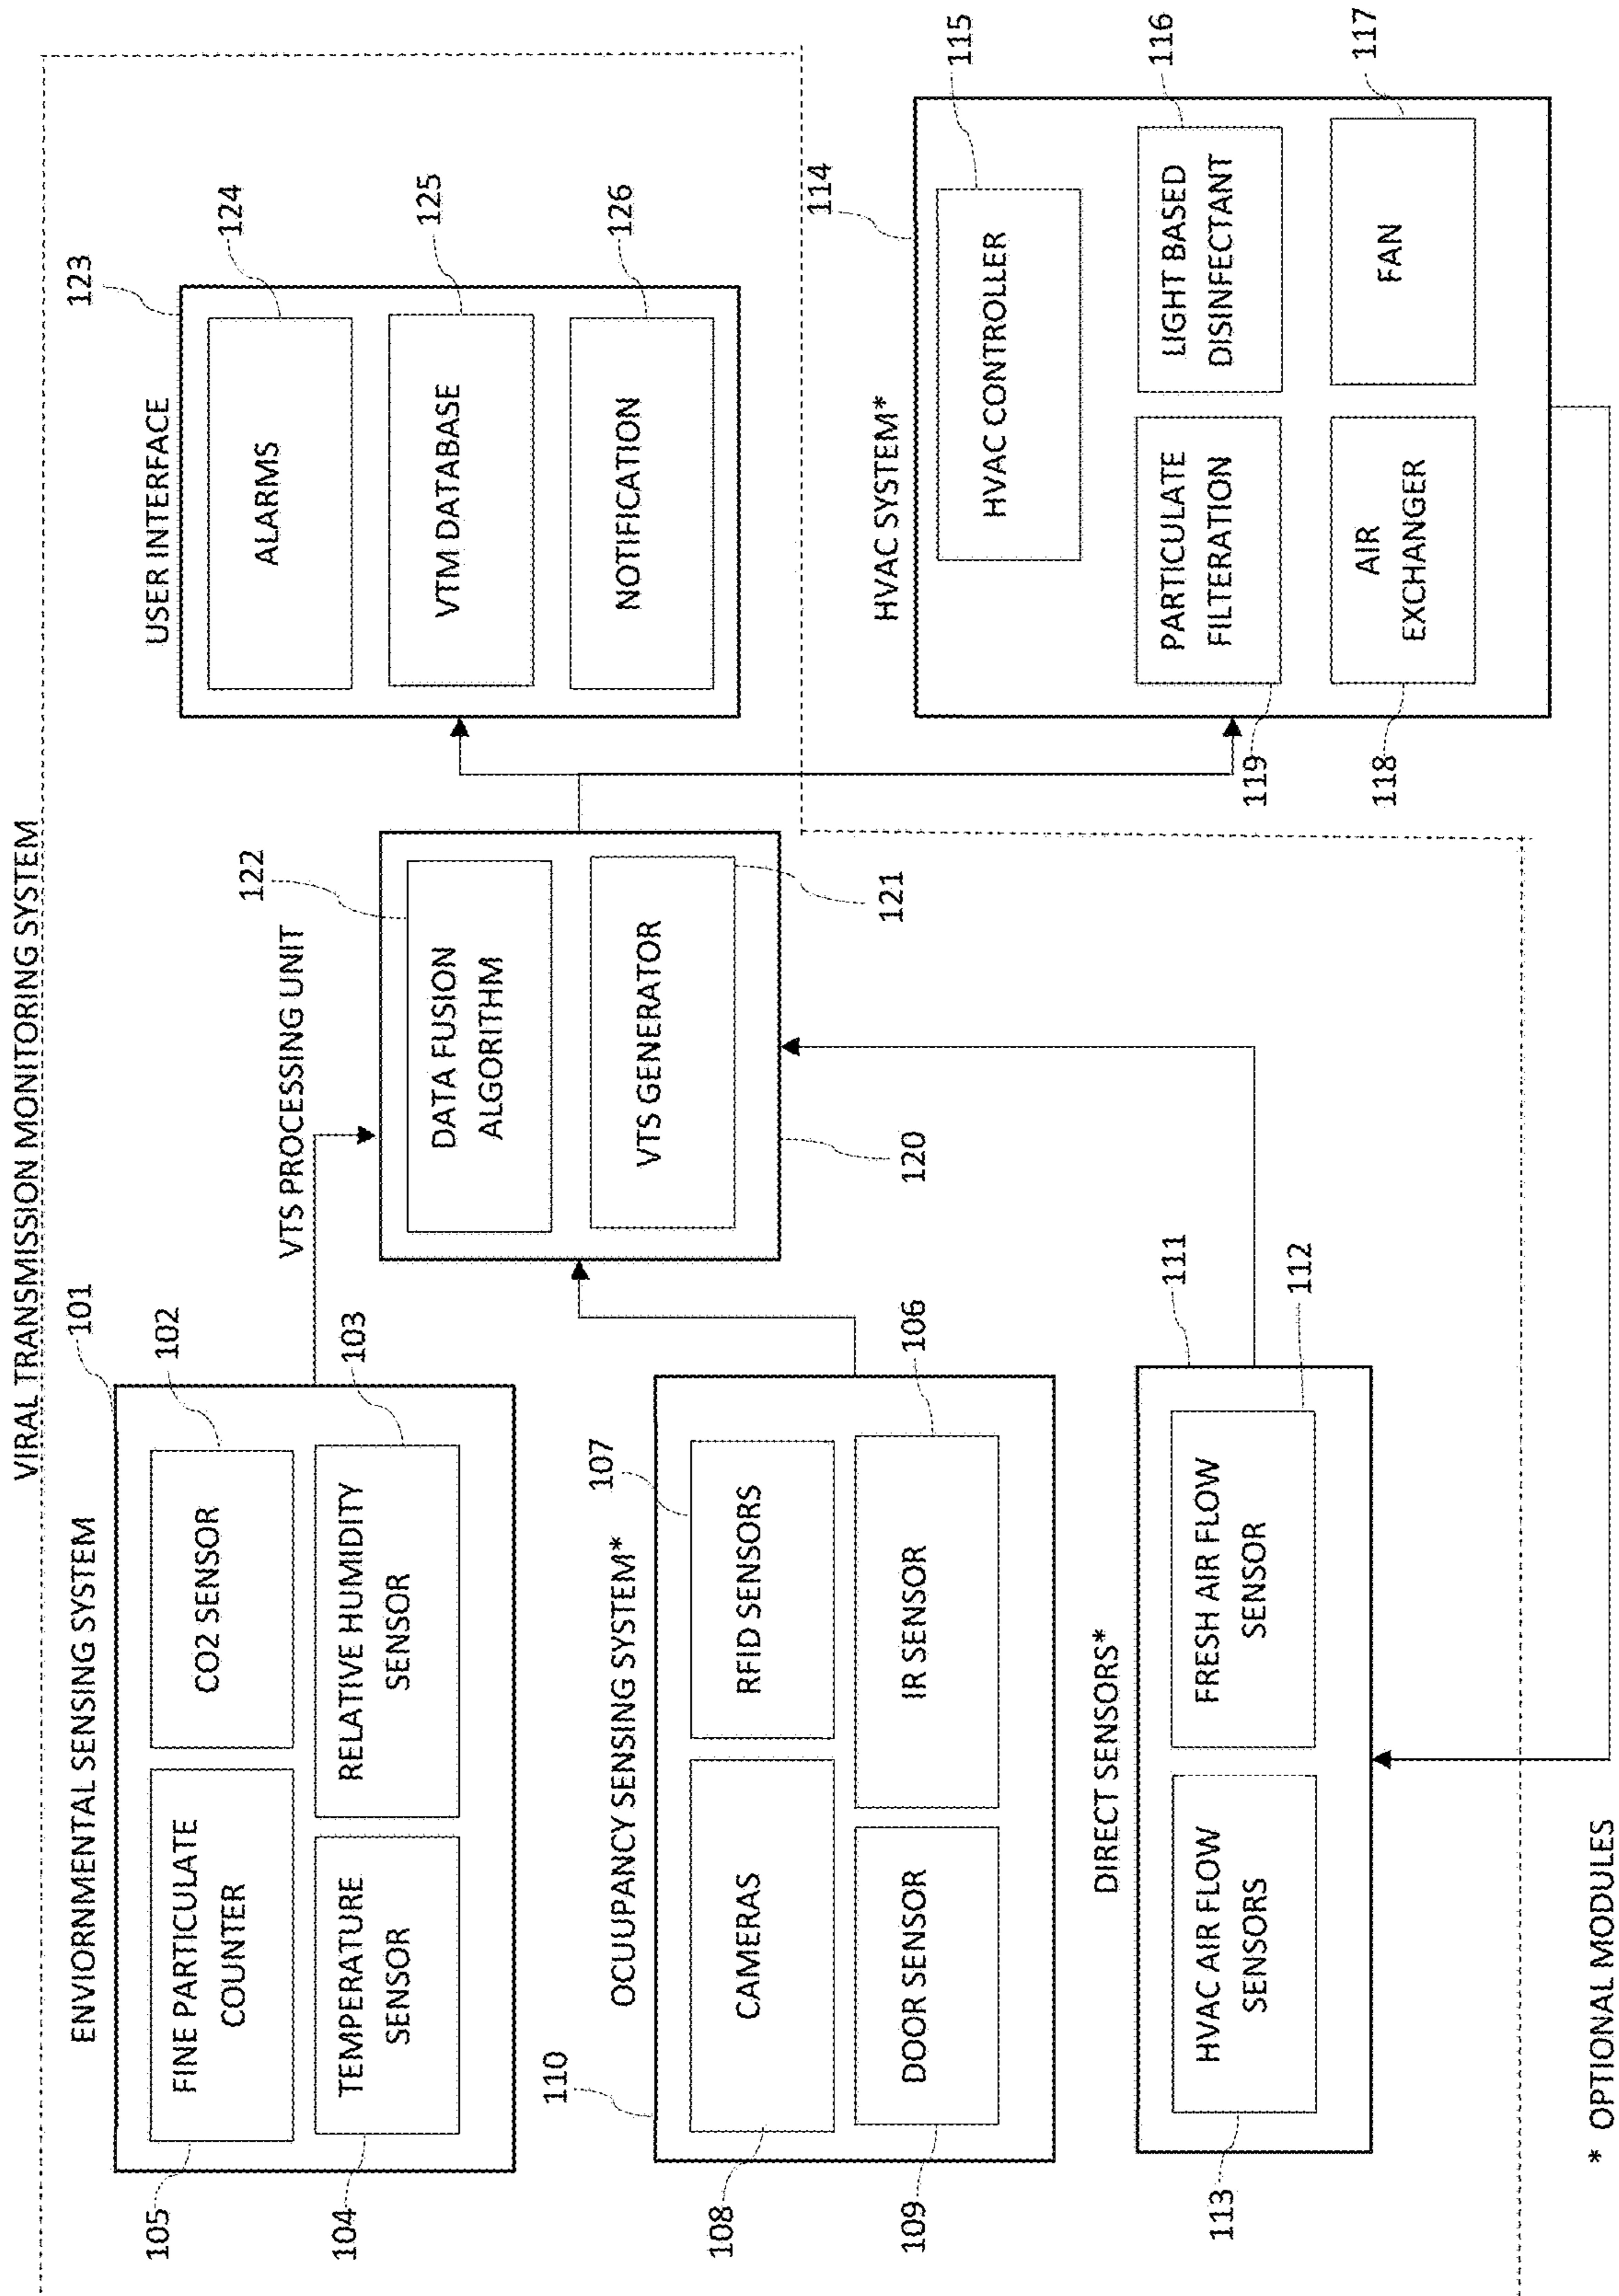 VIRAL TRANSMISSION MONITORING SYSTEM
ENVIORNMENTAL SENSING SYSTEM
101
FINE PARTICULATE
COUNTER
105
CO2 SENSOR
102
TEMPERATURE
SENSOR
104
RELATIVE HUMIDITY
SENSOR
103
OCUUPANCY SENSING SYSTEM*
110
CAMERAS
108
RFID SENSORS
107
DOOR SENSOR
109
IR SENSOR
106
DIRECT SENSORS*
111
HVAC AIR FLOW
SENSORS
113
FRESH AIR FLOW
SENSOR
112
VTS PROCESSING UNIT
DATA FUSION
ALGORITHM
122
VTS GENERATOR
121
120
USER INTERFACE
123
ALARMS
124
VTM DATABASE
125
NOTIFICATION
126
HVAC SYSTEM*
114
HVAC CONTROLLER
115
PARTICULATE
FILTERATION
119
LIGHT BASED
DISINFECTANT
116
AIR
EXCHANGER
118
FAN
117
* OPTIONAL MODULES